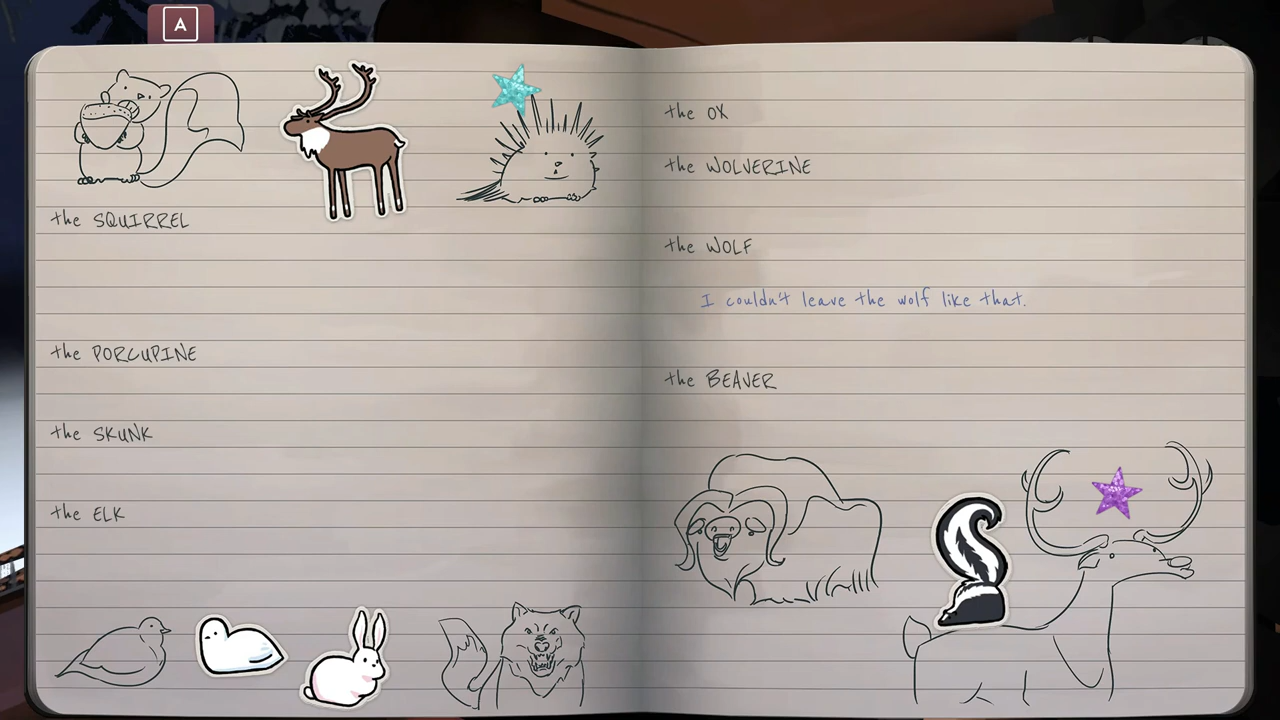 A
the SQUIRREL
the PORCUPINE
the SKUNK
the ELK
the OX
the WOLVERINE
the WOLF
I couldn't leave the wolf like that.
the BEAVER